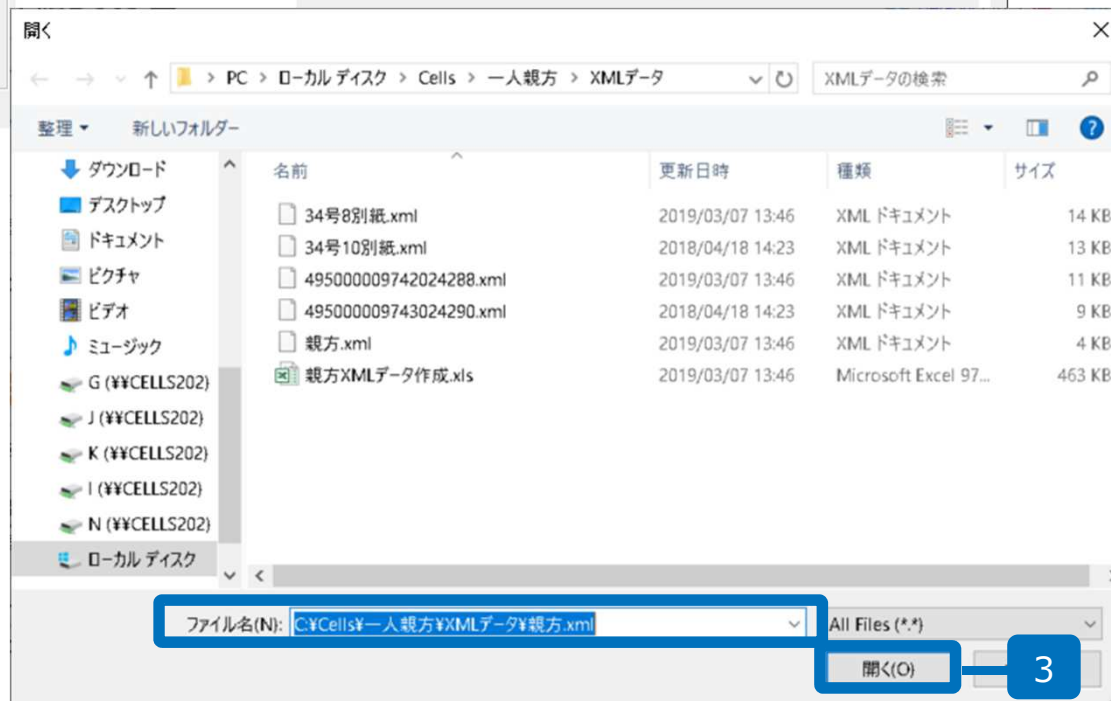 開く
PC > ローカル ディスク > Cells > 一人親方 > XMLデータ
XMLデータの検索
整理 新しいフォルダー
名前 更新日時 種類 サイズ
ダウンロード
デスクトップ
ドキュメント
ピクチャ
ビデオ
ミュージック
G (¥¥CELLS202)
J (¥¥CELLS202)
K (¥¥CELLS202)
I (¥¥CELLS202)
N (¥¥CELLS202)
ローカル ディスク
34号8別紙.xml 2019/03/07 13:46 XML ドキュメント 14 KB
34号10別紙.xml 2018/04/18 14:23 XML ドキュメント 13 KB
495000009742024288.xml 2019/03/07 13:46 XML ドキュメント 11 KB
495000009743024290.xml 2018/04/18 14:23 XML ドキュメント 9 KB
親方.xml 2019/03/07 13:46 XML ドキュメント 4 KB
親方XMLデータ作成.xls 2019/03/07 13:46 Microsoft Excel 97... 463 KB
ファイル名(N): C:¥Cells¥一人親方¥XMLデータ¥親方.xml All Files (*.*)
開く(O) 3